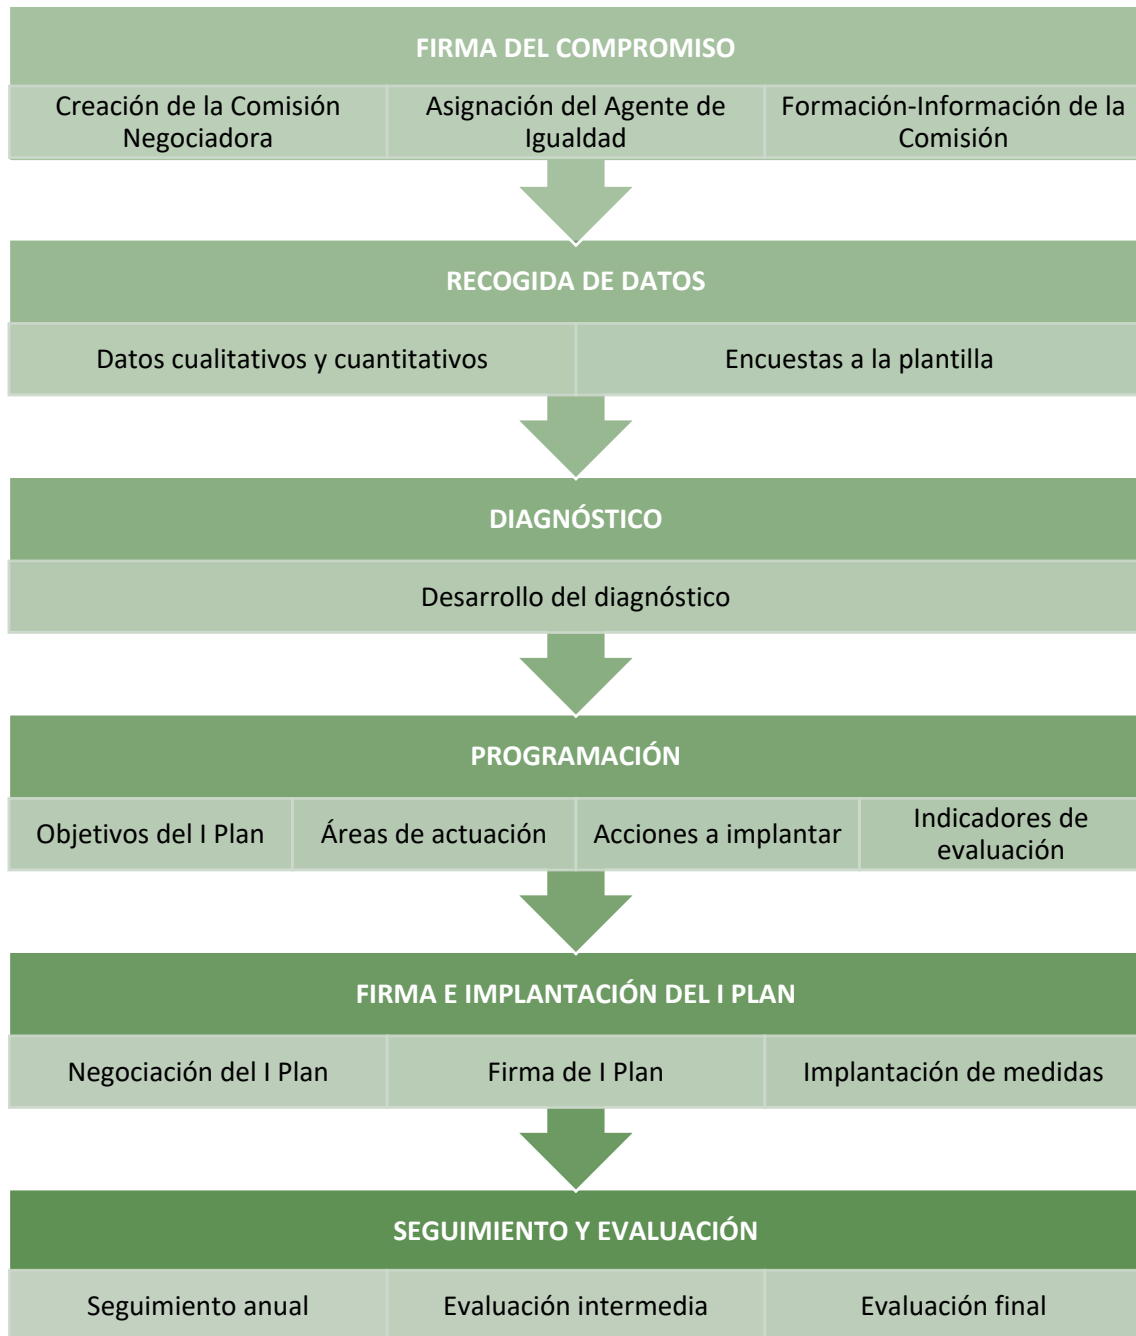 FIRMA DEL COMPROMISO
Creación de la Comisión
Negociadora
Asignación del Agente de
Igualdad
Formación-Información de la
Comisión
RECOGIDA DE DATOS
Datos cualitativos y cuantitativos
Encuestas a la plantilla
DIAGNÓSTICO
Desarrollo del diagnóstico
PROGRAMACIÓN
Objetivos del I Plan
Áreas de actuación
Acciones a implantar
Indicadores de
evaluación
FIRMA E IMPLANTACIÓN DEL I PLAN
Negociación del I Plan
Firma de I Plan
Implantación de medidas
SEGUIMIENTO Y EVALUACIÓN
Seguimiento anual
Evaluación intermedia
Evaluación final